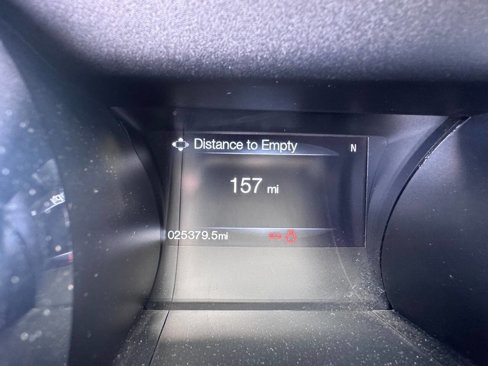 Distance to Empty N
157 mi
025379.5mi